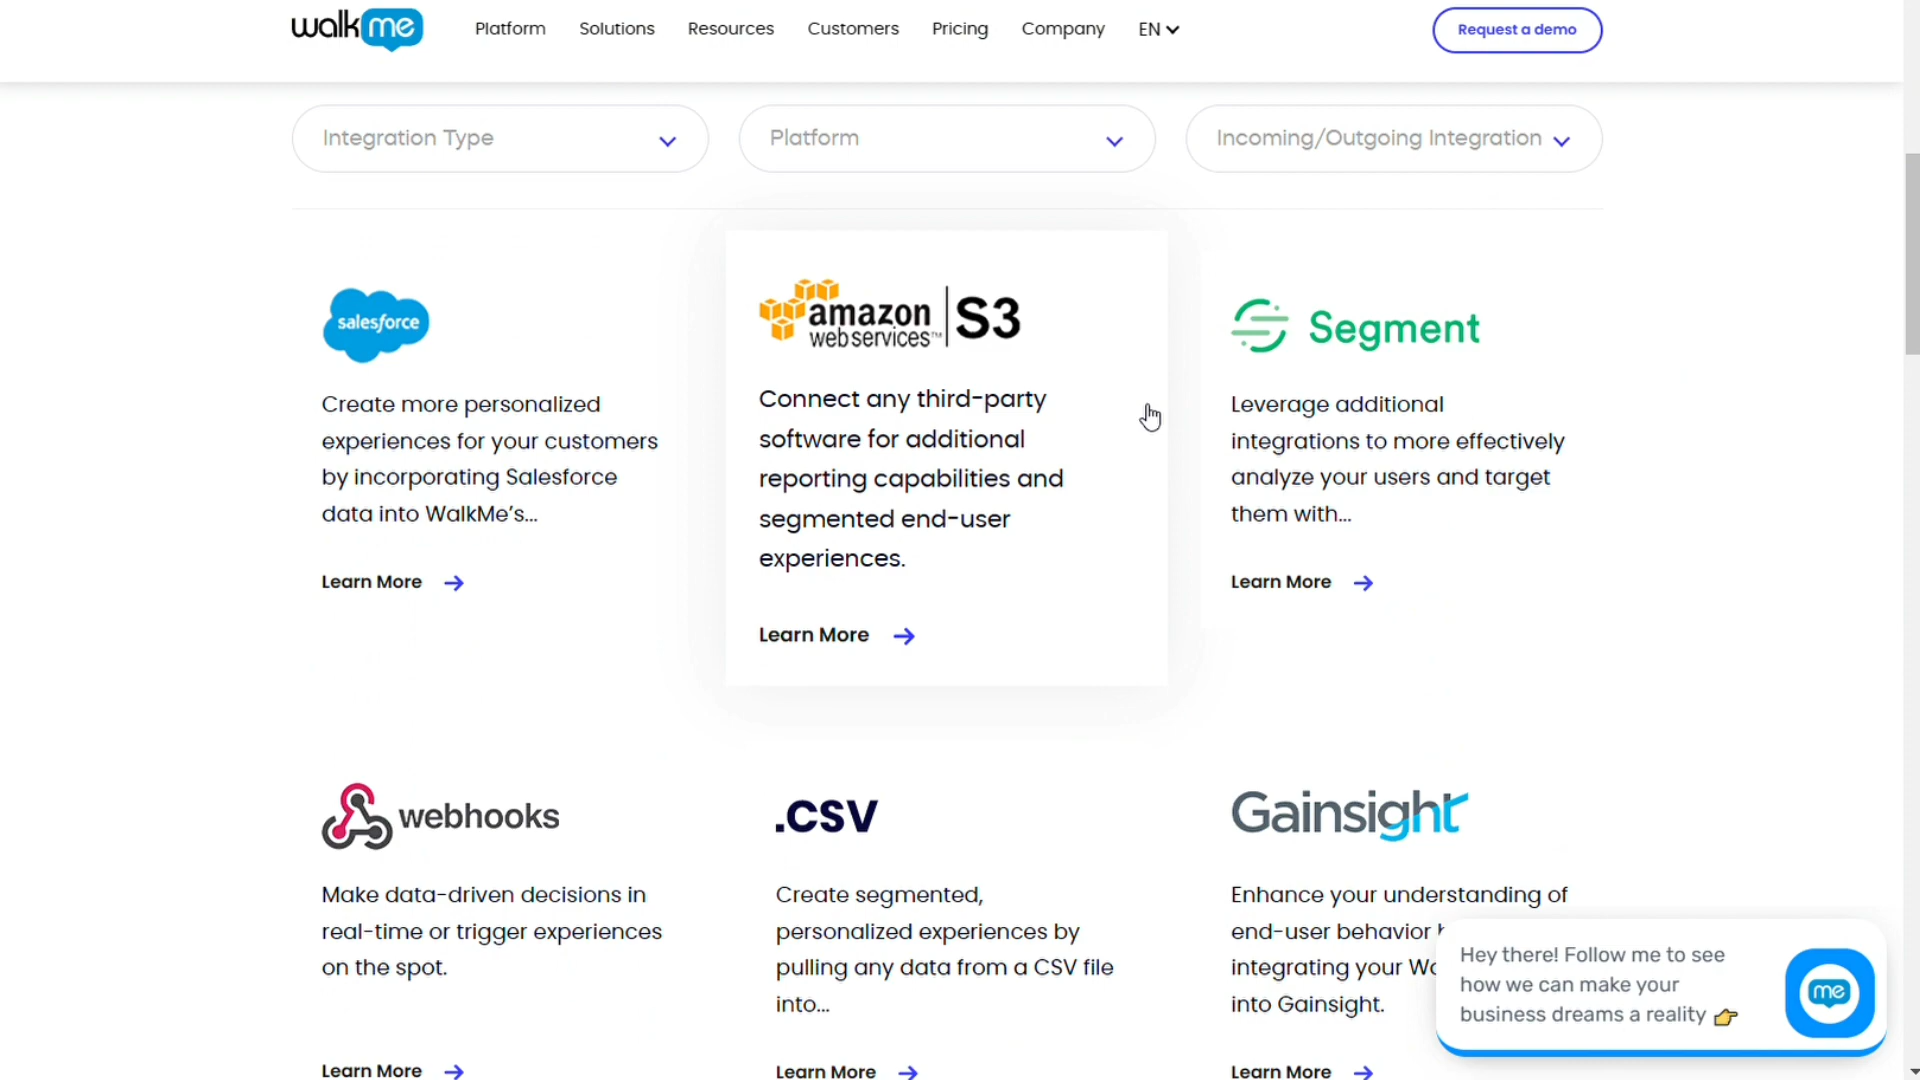 walkme
Platform
Solutions
Resources
Customers
Pricing
Company
EN
Request a demo
Integration Type
Platform
Incoming/Outgoing Integration
salesforce
Create more personalized
experiences for your customers
by incorporating Salesforce
data into WalkMe's...
Learn More
amazon
webservices™
S3
Connect any third-party
software for additional
reporting capabilities and
segmented end-user
experiences.
Learn More
Segment
Leverage additional
integrations to more effectively
analyze your users and target
them with...
Learn More
webhooks
Make data-driven decisions in
real-time or trigger experiences
on the spot.
Learn More
.CSV
Create segmented,
personalized experiences by
pulling any data from a CSV file
into...
Learn More
Gainsight
Enhance your understanding of
end-user behavior
integrating your
into Gainsight.
Learn More
Hey there! Follow me to see
how we can make your
business dreams a reality 👉
me